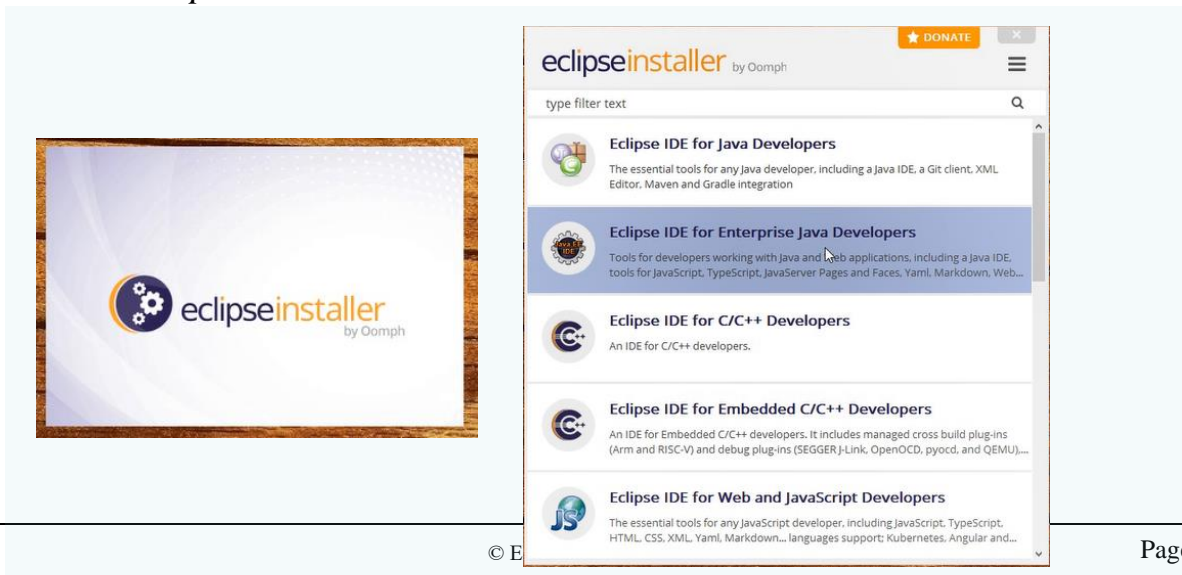 eclipseinstaller
by Oomph
DONATE
eclipseinstaller by Oomph
type filter text
Eclipse IDE for Java Developers
The essential tools for any Java developer, including a Java IDE, a Git client, XML
Editor, Maven and Gradle integration
Java EE
IDE
Eclipse IDE for Enterprise Java Developers
Tools for developers working with Java and Web applications, including a Java IDE,
tools for JavaScript, TypeScript, JavaServer Pages and Faces, Yaml, Markdown, Web...
C++
Eclipse IDE for C/C++ Developers
An IDE for C/C++ developers.
C++
Eclipse IDE for Embedded C/C++ Developers
An IDE for Embedded C/C++ developers. It includes managed cross build plug-ins
(Arm and RISC-V) and debug plug-ins (SEGGER J-Link, OpenOCD, pyocd, and QEMU),...
JS
Eclipse IDE for Web and JavaScript Developers
The essential tools for any JavaScript developer, including JavaScript, TypeScript,
HTML, CSS, XML, Yaml, Markdown... languages support; Kubernetes, Angular and...
© E
Page